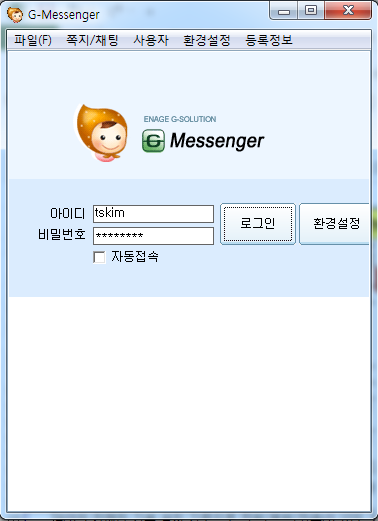 G-Messenger
파일(F) 쪽지/채팅 사용자 환경설정 등록정보
ENAGE G-SOLUTION
G Messenger
아이디 tskim
비밀번호 ********
로그인 환경설정
자동접속